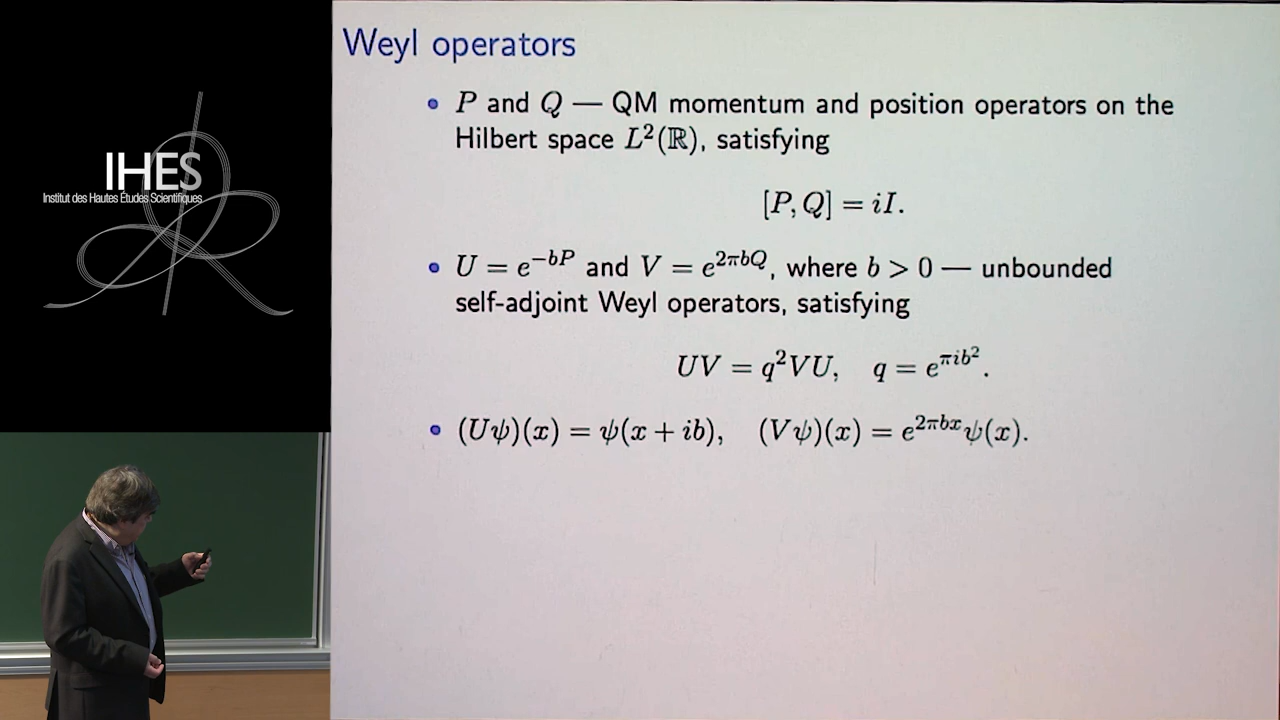 IHES
Institut des Hautes Études Scientifiques
Weyl operators
• P and Q — QM momentum and position operators on the
Hilbert space L²(ℝ), satisfying
[P, Q] = iI.
• U = e^{−bP} and V = e^{2πbQ}, where b > 0 — unbounded
self-adjoint Weyl operators, satisfying
UV = q²VU, q = e^{πib²}.
• (Uψ)(x) = ψ(x + ib), (Vψ)(x) = e^{2πbx}ψ(x).